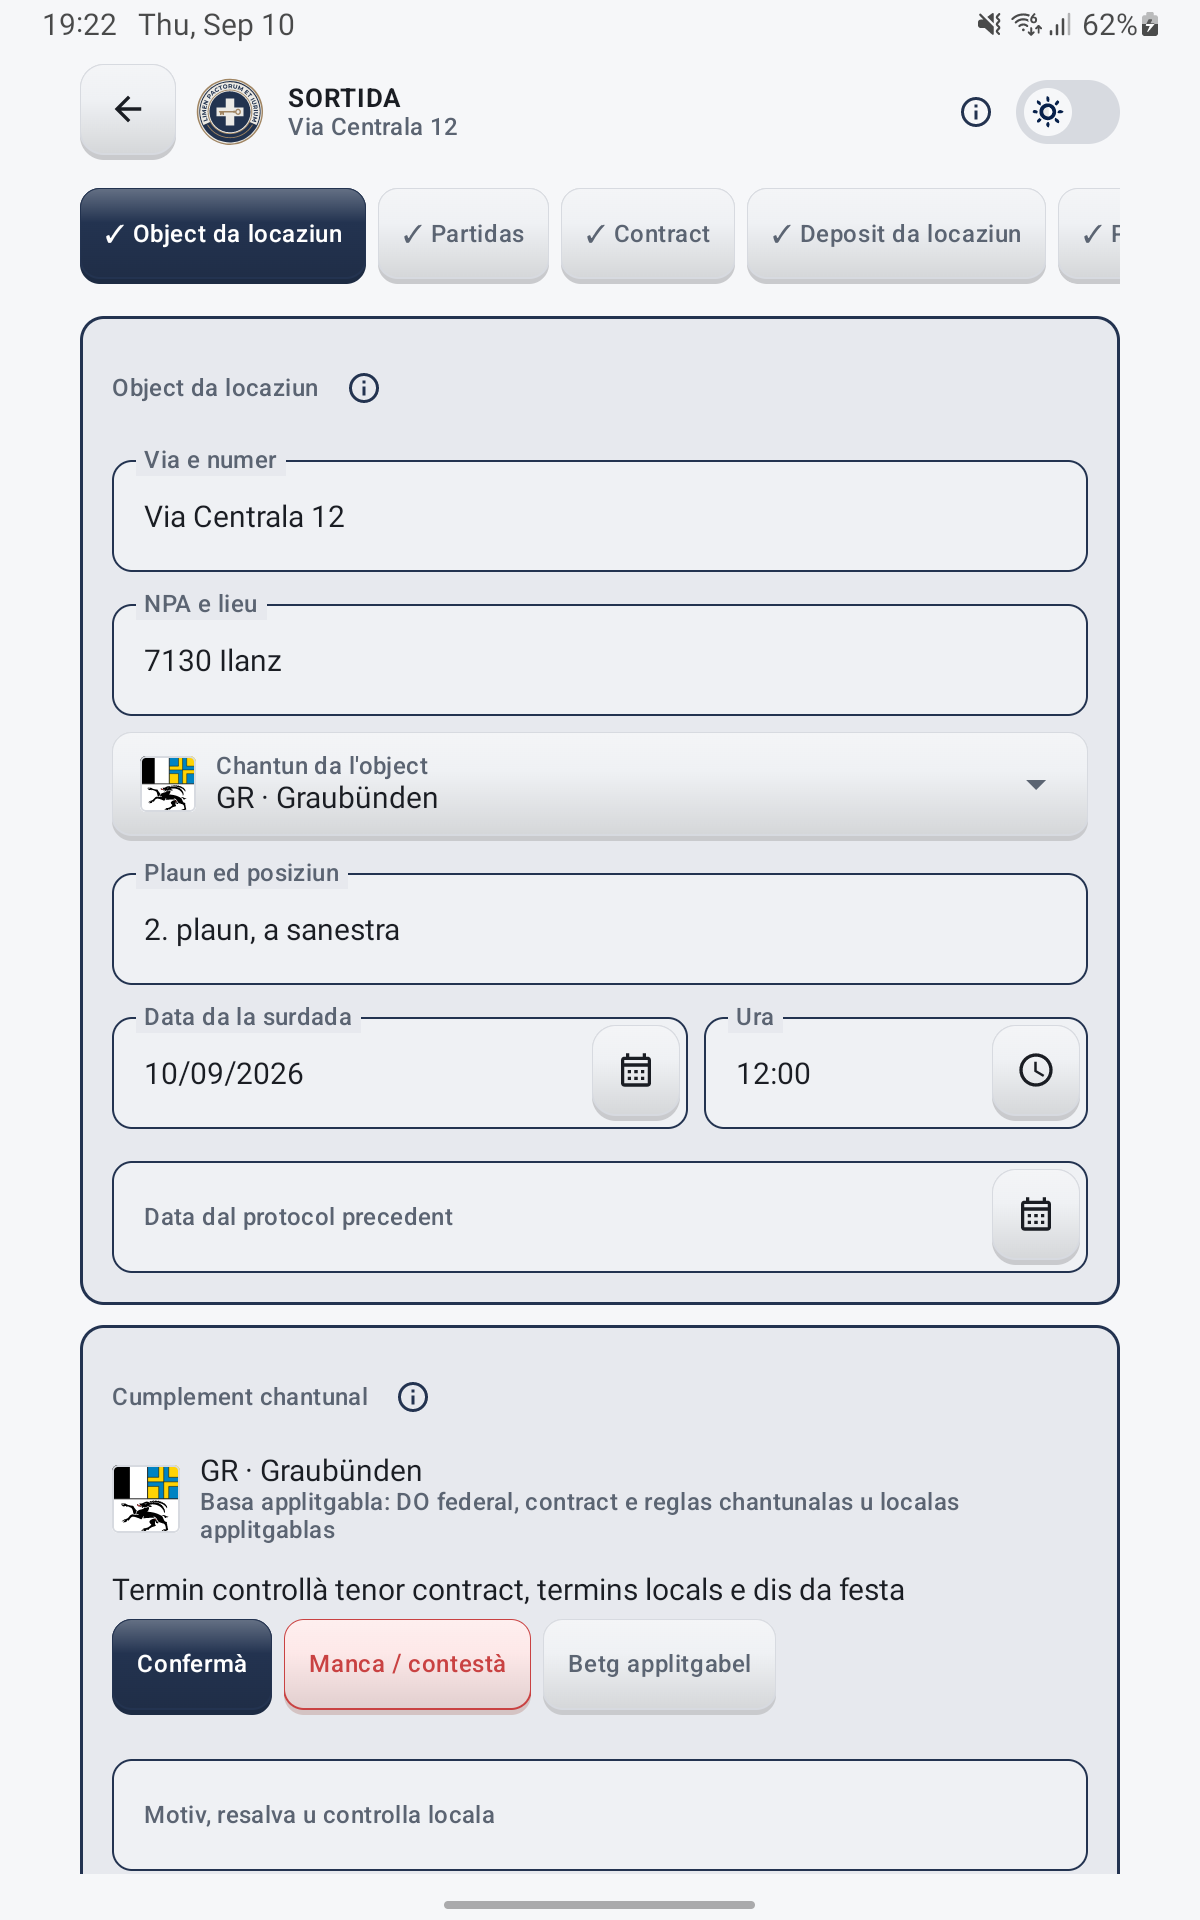 19:22 Thu, Sep 10
62%
SORTIDA
Via Centrala 12
✓ Object da locaziun
✓ Partidas
✓ Contract
✓ Deposit da locaziun
✓
Object da locaziun
Via e numer
Via Centrala 12
NPA e lieu
7130 Ilanz
Chantun da l'object
GR · Graubünden
Plaun ed posiziun
2. plaun, a sanestra
Data da la surdada
10/09/2026
Ura
12:00
Data dal protocol precedent
Cumplement chantunal
GR · Graubünden
Basa applitgabla: DO federal, contract e reglas chantunalas u localas
applitgablas
Termin controllà tenor contract, termins locals e dis da festa
Confermà
Manca / contestà
Betg applitgabel
Motiv, resalva u controlla locala